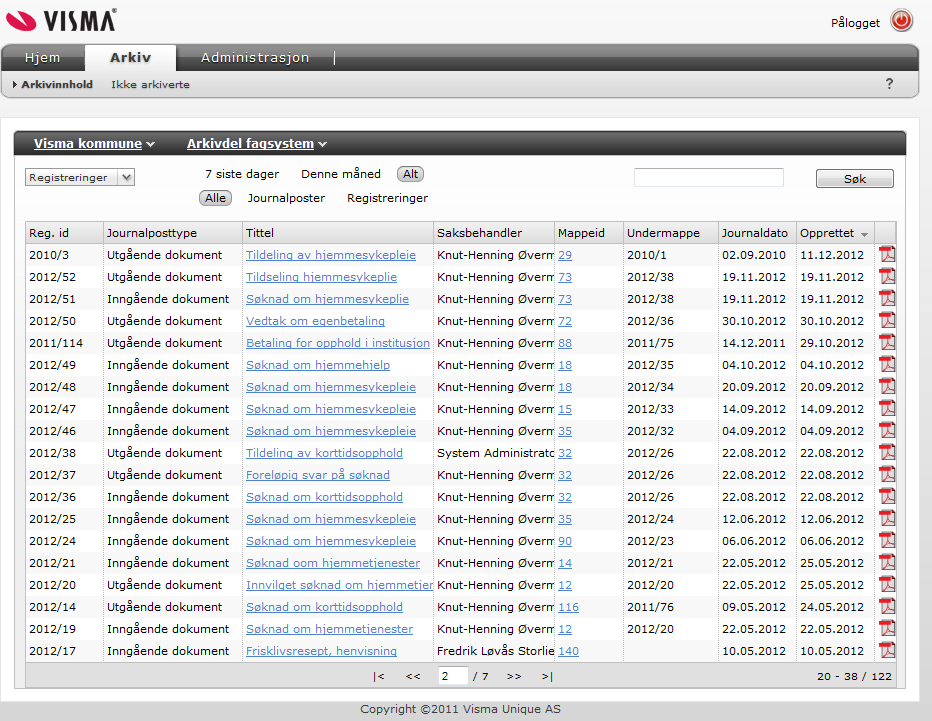 VISMA®
Pålogget
Hjem Arkiv Administrasjon |
Arkivinnhold Ikke arkiverte ?
Visma kommune Arkivdel fagsystem
Registreringer 7 siste dager Denne måned Alt Søk
Alle Journalposter Registreringer
Reg. id Journalposttype Tittel Saksbehandler Mappeid Undermappe Journaldato Opprettet
2010/3 Utgående dokument Tildeling av hjemmesykepleie Knut-Henning Øverm 29 2010/1 02.09.2010 11.12.2012
2012/52 Utgående dokument Tildseling hjemmesykeplie Knut-Henning Øverm 73 2012/38 19.11.2012 19.11.2012
2012/51 Inngående dokument Søknad om hjemmesykeplie Knut-Henning Øverm 73 2012/38 19.11.2012 19.11.2012
2012/50 Utgående dokument Vedtak om egenbetaling Knut-Henning Øverm 72 2012/36 30.10.2012 30.10.2012
2011/114 Utgående dokument Betaling for opphold i institusjon Knut-Henning Øverm 88 2011/75 14.12.2011 29.10.2012
2012/49 Inngående dokument Søknad om hjemmehjelp Knut-Henning Øverm 18 2012/35 04.10.2012 04.10.2012
2012/48 Inngående dokument Søknad om hjemmesykepleie Knut-Henning Øverm 18 2012/34 20.09.2012 20.09.2012
2012/47 Inngående dokument Søknad om hjemmesykepleie Knut-Henning Øverm 15 2012/33 14.09.2012 14.09.2012
2012/46 Inngående dokument Søknad om hjemmesykepleie Knut-Henning Øverm 35 2012/32 04.09.2012 04.09.2012
2012/38 Utgående dokument Tildeling av korttidsopphold System Administrato 32 2012/26 22.08.2012 22.08.2012
2012/37 Utgående dokument Foreløpig svar på søknad Knut-Henning Øverm 32 2012/26 22.08.2012 22.08.2012
2012/36 Inngående dokument Søknad om korttidsopphold Knut-Henning Øverm 32 2012/26 22.08.2012 22.08.2012
2012/25 Inngående dokument Søknad om hjemmesykepleie Knut-Henning Øverm 35 2012/24 12.06.2012 12.06.2012
2012/24 Inngående dokument Søknad om hjemmesykepleie Knut-Henning Øverm 90 2012/23 06.06.2012 06.06.2012
2012/21 Inngående dokument Søknad oom hjemmetjenester Knut-Henning Øverm 14 2012/21 22.05.2012 25.05.2012
2012/20 Utgående dokument Innvilget søknad om hjemmetjer Knut-Henning Øverm 12 2012/20 22.05.2012 25.05.2012
2012/14 Utgående dokument Søknad om korttidsopphold Knut-Henning Øverm 116 2011/76 09.05.2012 24.05.2012
2012/19 Inngående dokument Søknad om hjemmetjenester Knut-Henning Øverm 12 2012/20 22.05.2012 22.05.2012
2012/17 Inngående dokument Frisklivsresept, henvisning Fredrik Løvås Storlie 140 10.05.2012 10.05.2012
|< << 2 / 7 >> >| 20 - 38 / 122
Copyright ©2011 Visma Unique AS